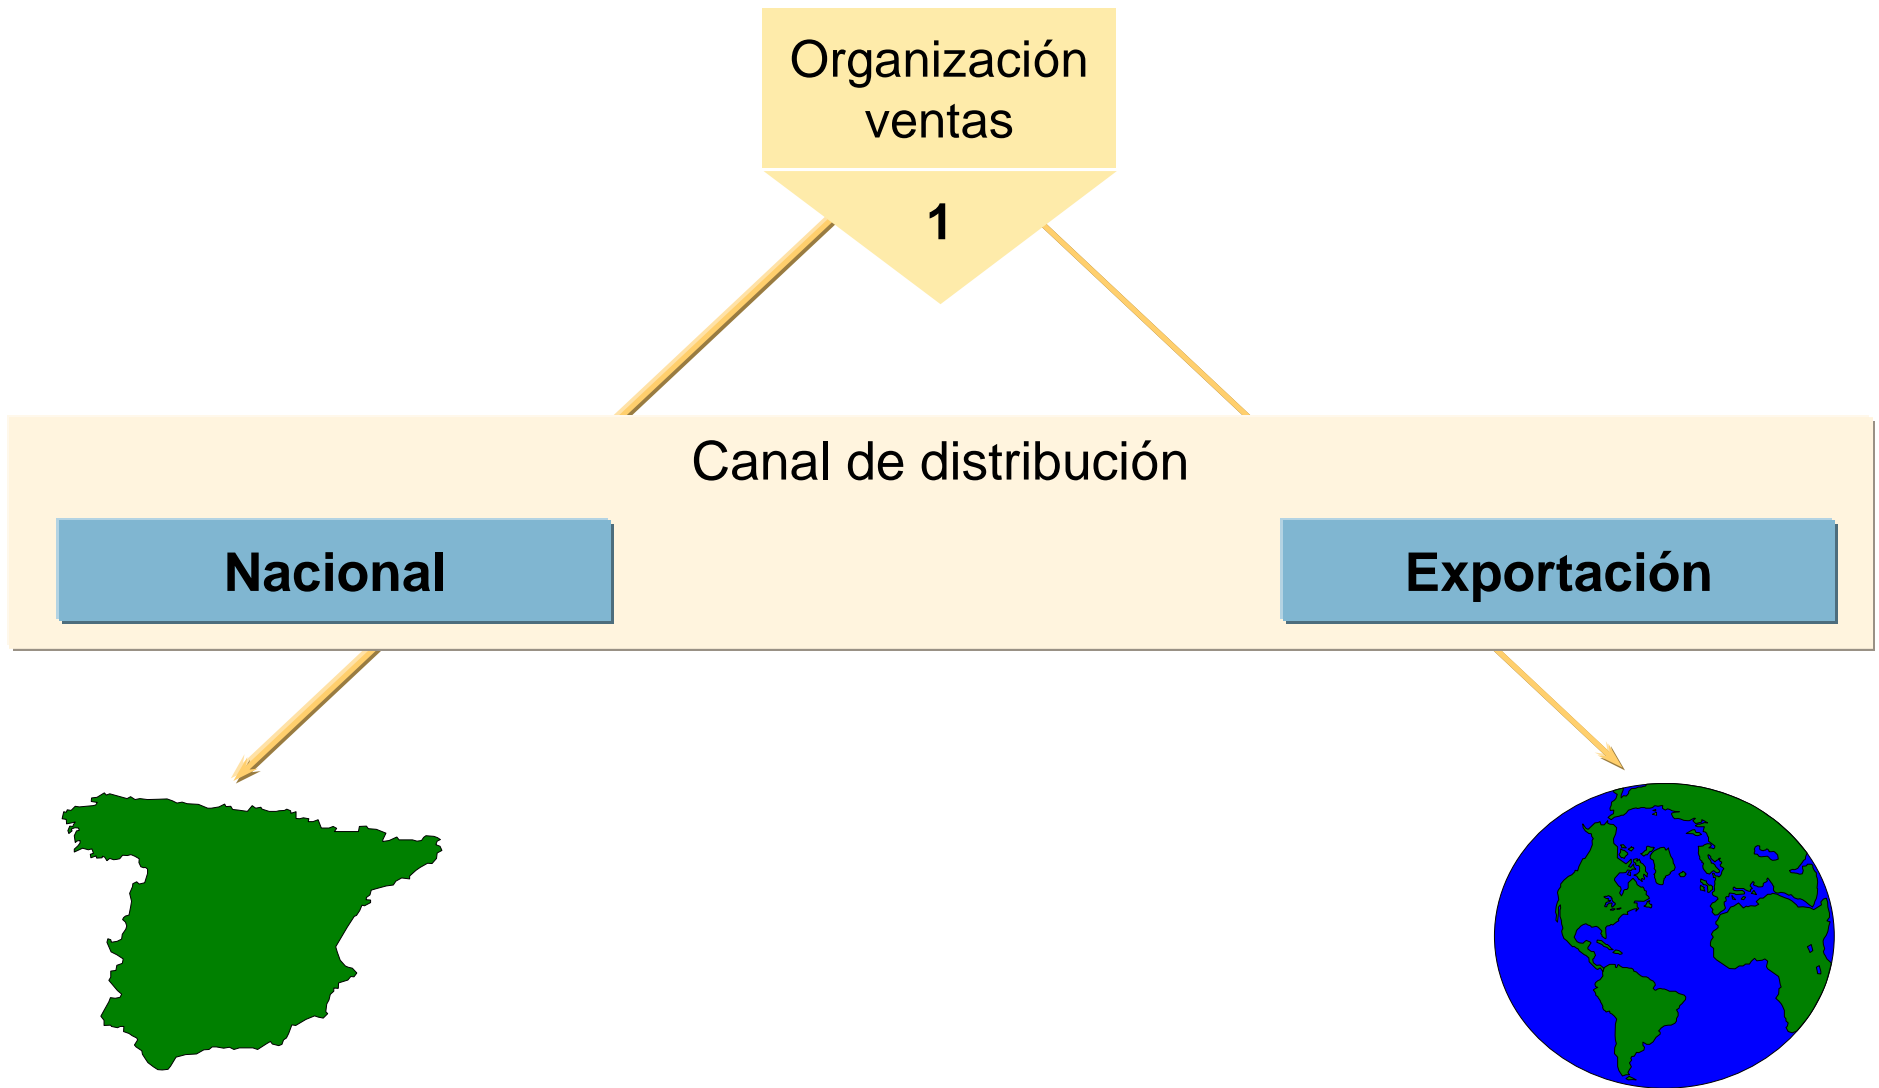 Organización
ventas
1
Canal de distribución
Nacional
Exportación